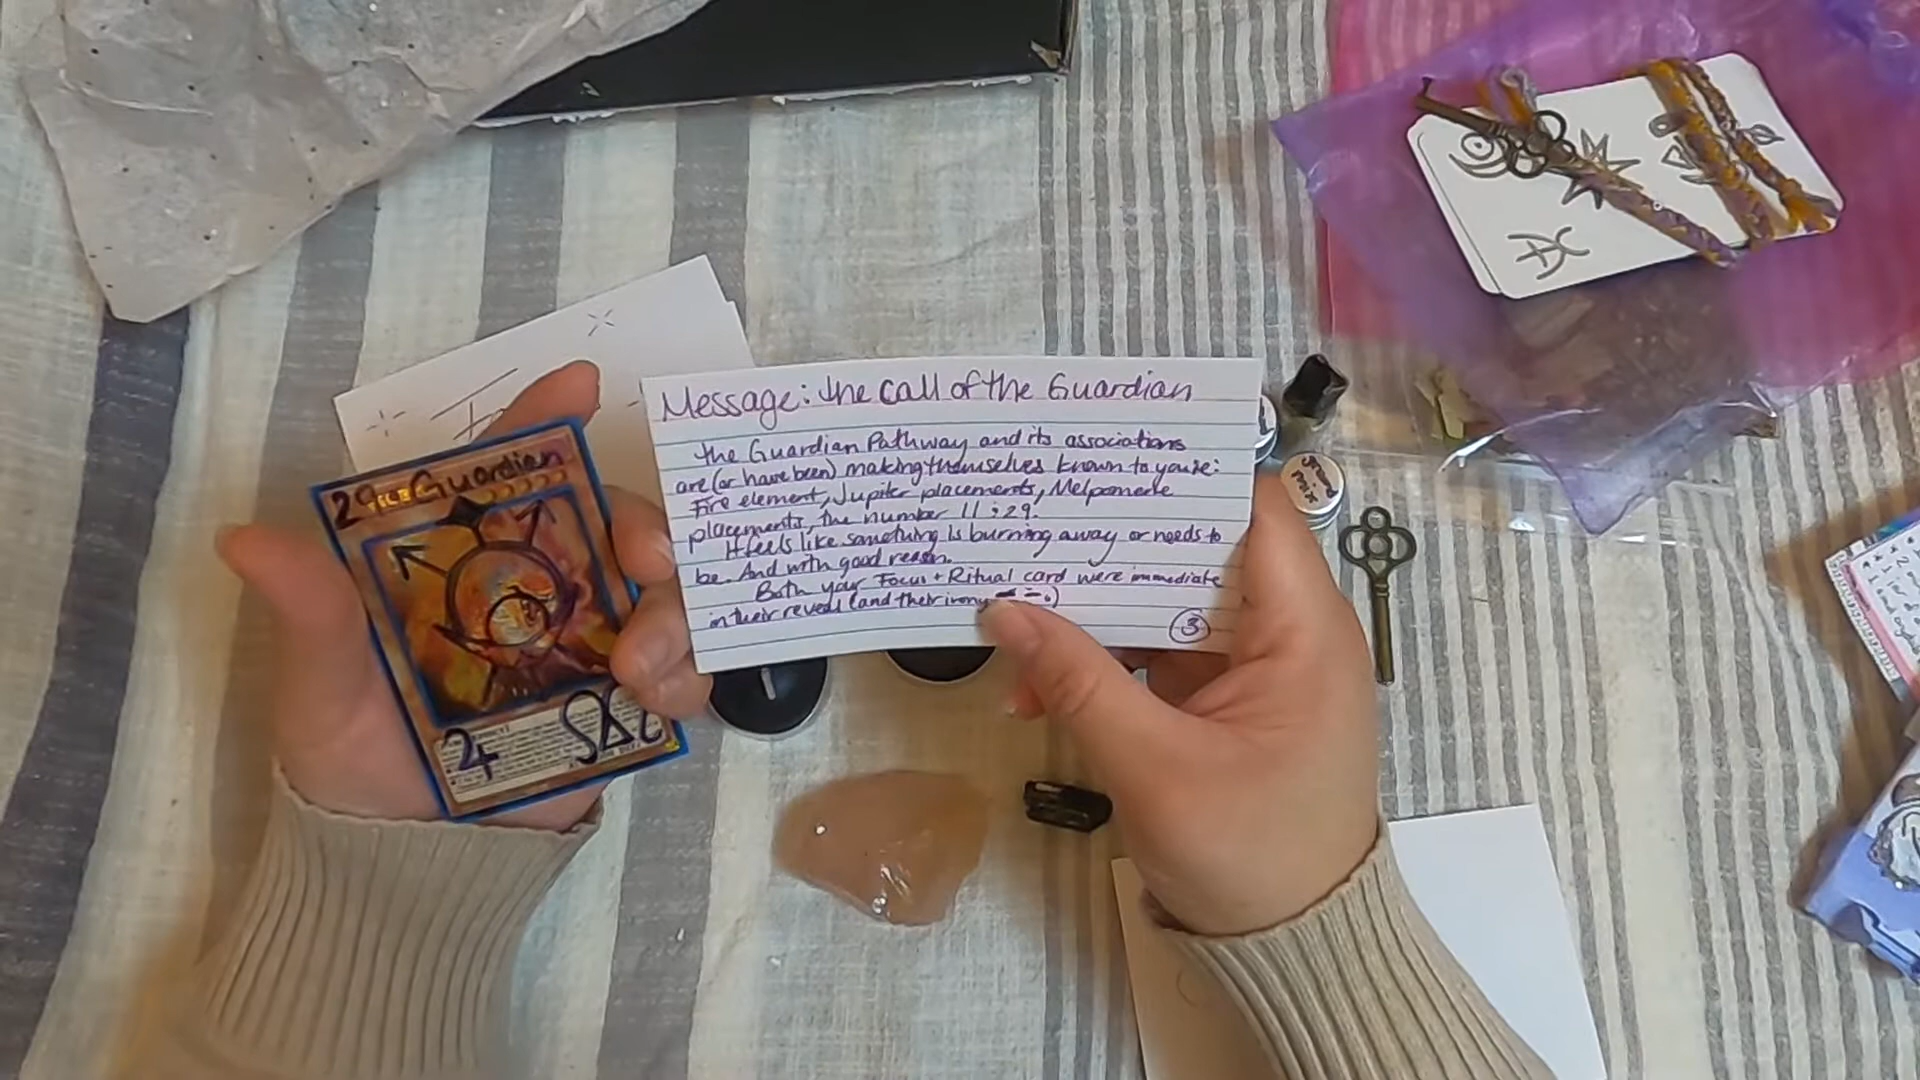 Message: the call of the Guardian
the Guardian Pathway and its associations
are (or have been) making themselves known to you
Fire element, Jupiter placements, Melpomene
placements, the number 11 : 29.
It feels like something is burning away or needs to
be. And with good reason.
Both your Focus + Ritual card were immediate
in their reveal (and their irony
3
29 Guardian
ground